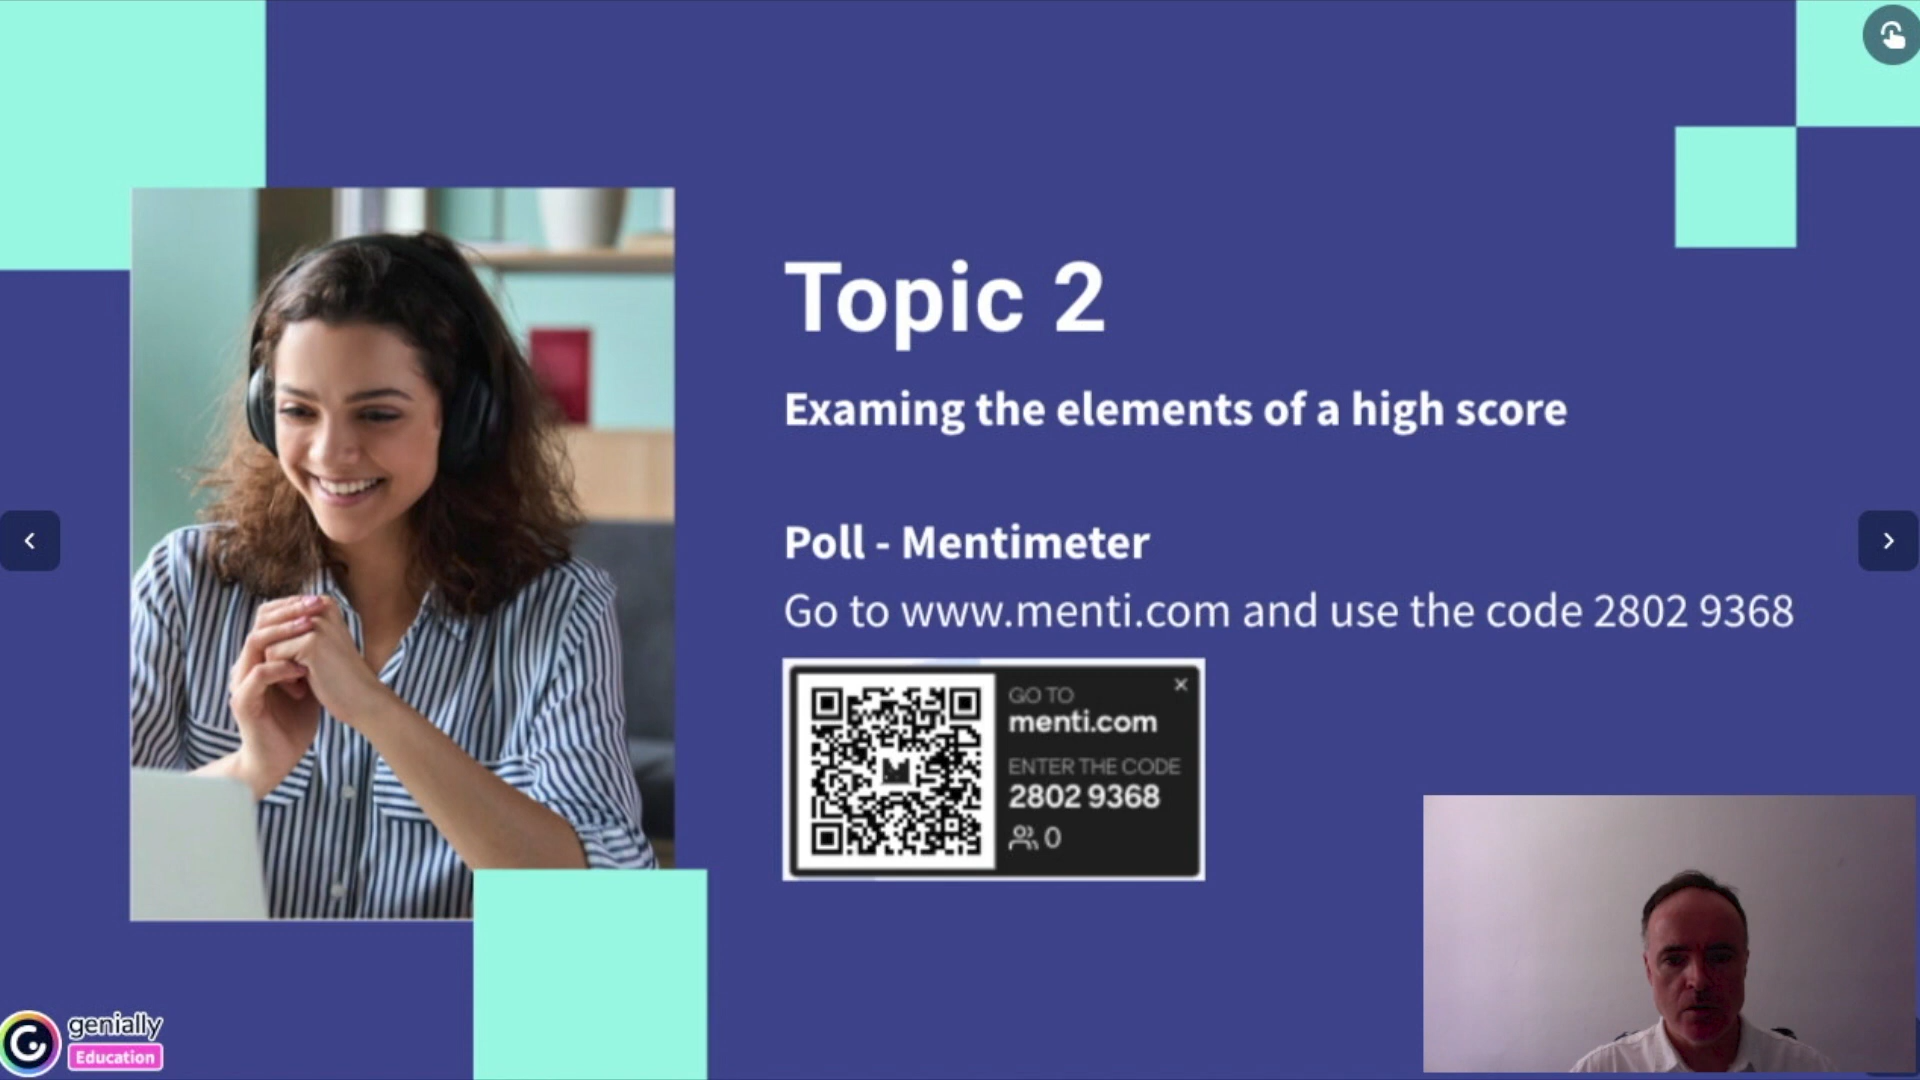 Topic 2
Examing the elements of a high score
Poll - Mentimeter
Go to www.menti.com and use the code 2802 9368
GO TO
menti.com
ENTER THE CODE
2802 9368
0
genially
Education